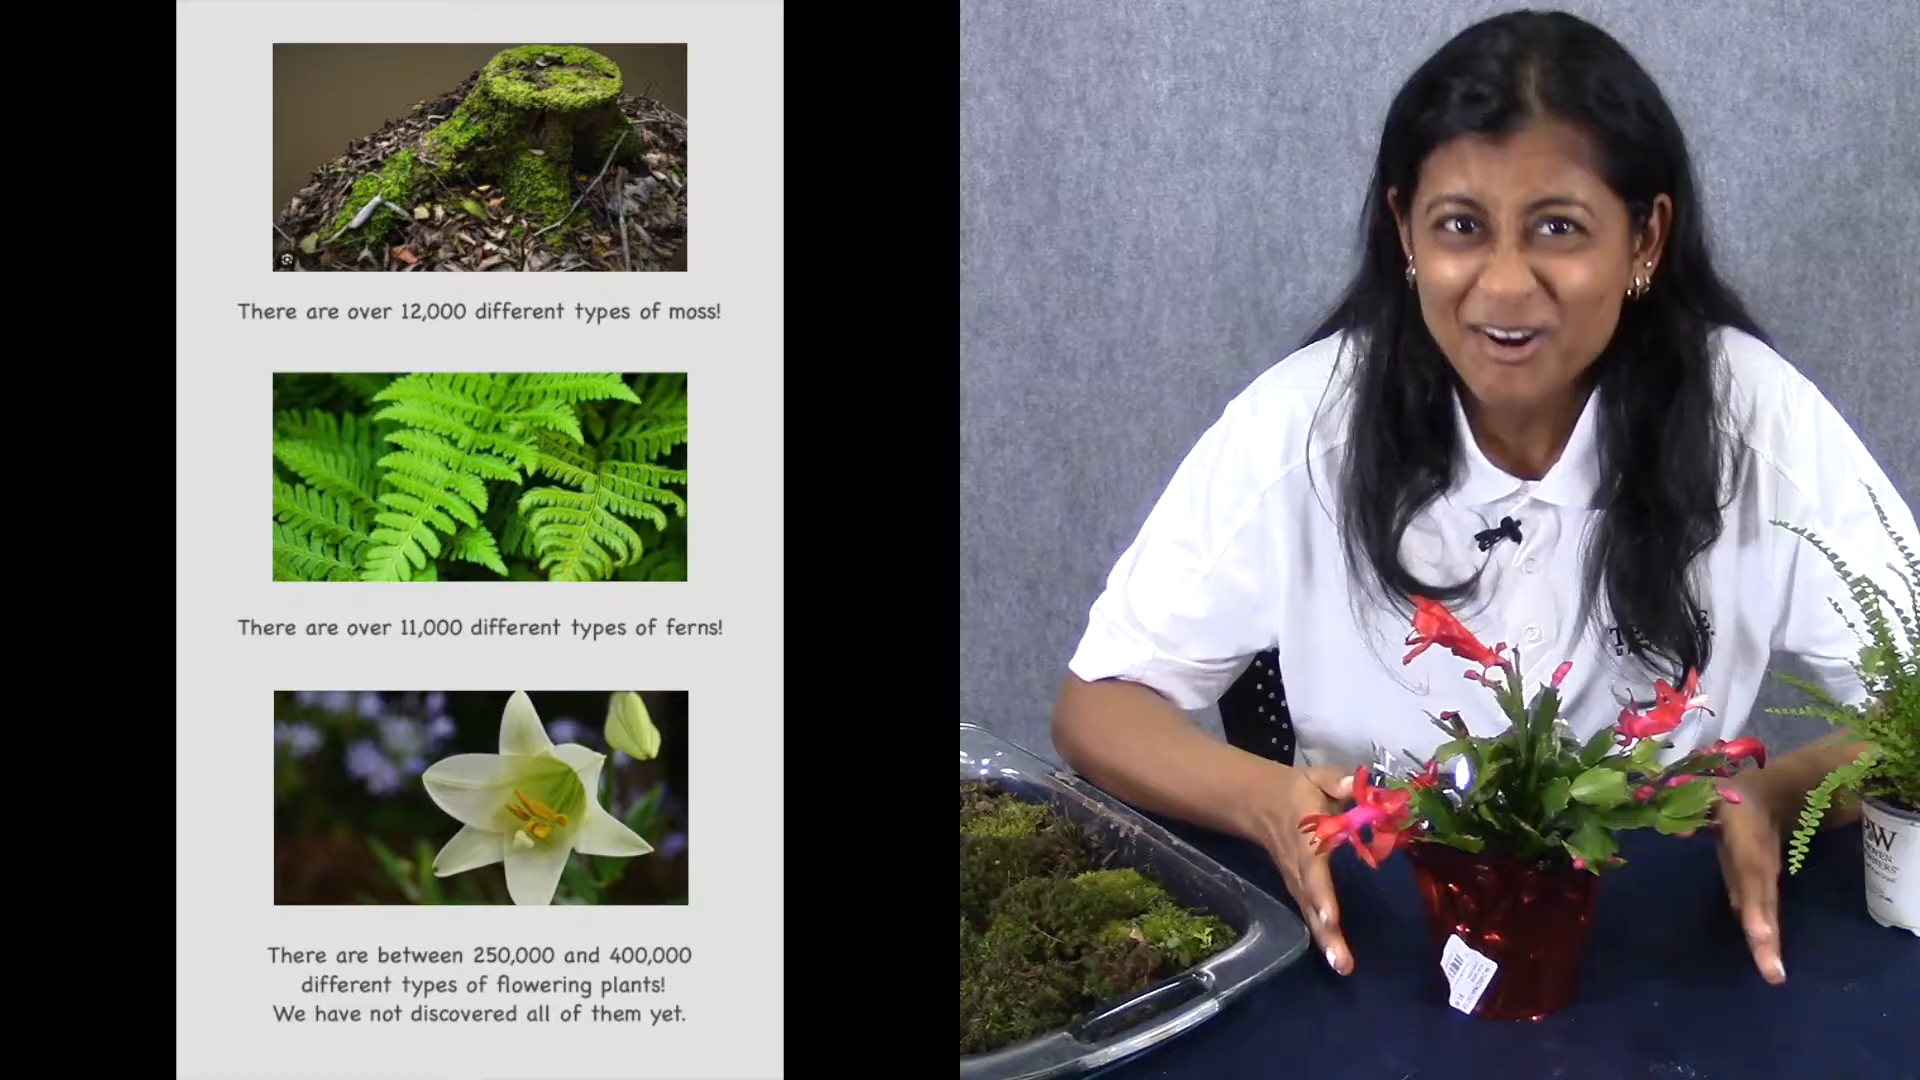 There are over 12,000 different types of moss!
There are over 11,000 different types of ferns!
There are between 250,000 and 400,000
different types of flowering plants!
We have not discovered all of them yet.